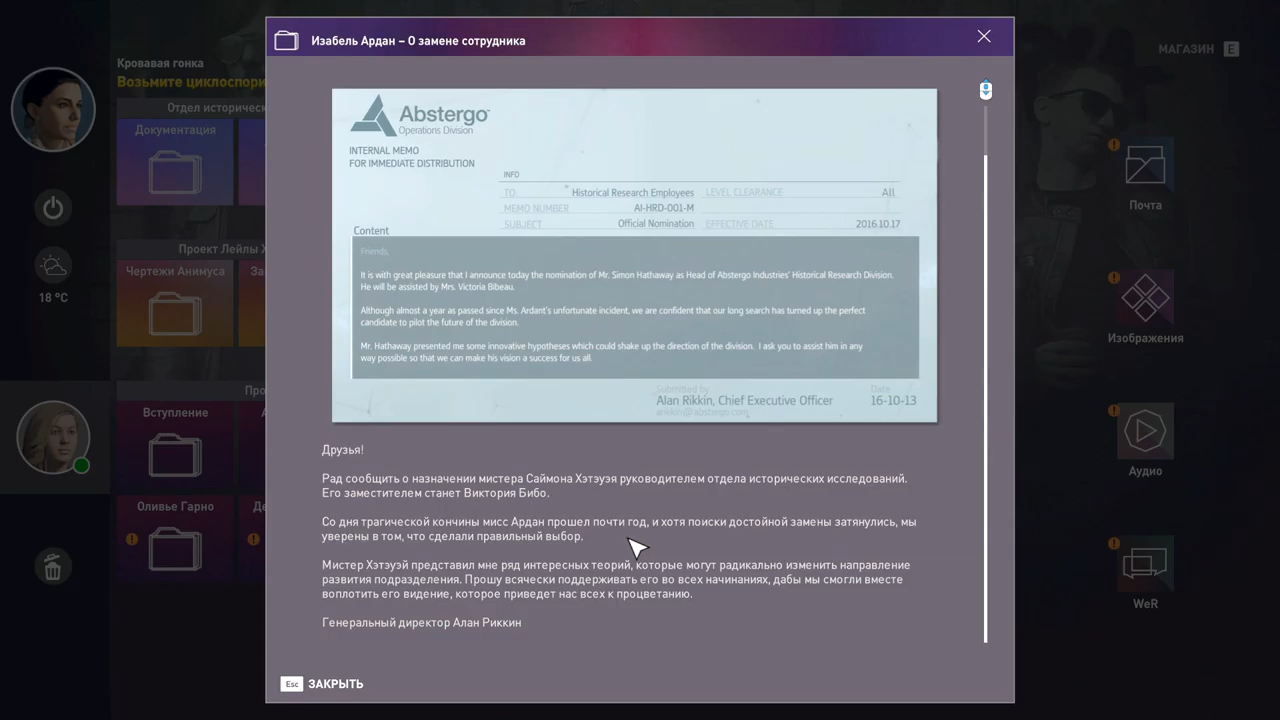 Изабель Ардан – О замене сотрудника
МАГАЗИН E
Кровавая гонка
Возьмите циклоспори
Отдел историческ
Документация
Проект Лейлы Х
Чертежи Анимуса
За
18 °C
Про
Вступление
Оливье Гарно
Де
Abstergo™
Operations Division
INTERNAL MEMO
FOR IMMEDIATE DISTRIBUTION
INFO
TO: Historical Research Employees LEVEL CLEARANCE All
MEMO NUMBER AI-HRD-001-M
SUBJECT Official Nomination EFFECTIVE DATE 2016.10.17
Content
Friends,
It is with great pleasure that I announce today the nomination of Mr. Simon Hathaway as Head of Abstergo Industries' Historical Research Division.
He will be assisted by Mrs. Victoria Bibeau.
Although almost a year as passed since Ms. Ardant's unfortunate incident, we are confident that our long search has turned up the perfect
candidate to pilot the future of the division.
Mr. Hathaway presented me some innovative hypotheses which could shake up the direction of the division. I ask you to assist him in any
way possible so that we can make his vision a success for us all.
Submitted by Date
Alan Rikkin, Chief Executive Officer 16-10-13
arikkin@abstergo.com
Друзья!
Рад сообщить о назначении мистера Саймона Хэтэуэя руководителем отдела исторических исследований.
Его заместителем станет Виктория Бибо.
Со дня трагической кончины мисс Ардан прошел почти год, и хотя поиски достойной замены затянулись, мы
уверены в том, что сделали правильный выбор.
Мистер Хэтэуэй представил мне ряд интересных теорий, которые могут радикально изменить направление
развития подразделения. Прошу всячески поддерживать его во всех начинаниях, дабы мы смогли вместе
воплотить его видение, которое приведет нас всех к процветанию.
Генеральный директор Алан Риккин
Esc ЗАКРЫТЬ
Почта
Изображения
Аудио
WeR